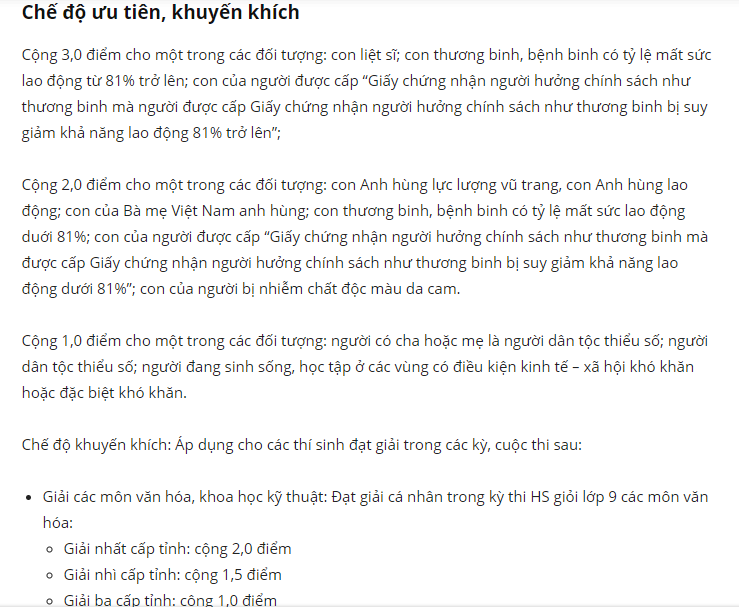 Chế độ ưu tiên, khuyến khích
Cộng 3,0 điểm cho một trong các đối tượng: con liệt sĩ; con thương binh, bệnh binh có tỷ lệ mất sức
lao động từ 81% trở lên; con của người được cấp “Giấy chứng nhận người hưởng chính sách như
thương binh mà người được cấp Giấy chứng nhận người hưởng chính sách như thương binh bị suy
giảm khả năng lao động 81% trở lên”;
Cộng 2,0 điểm cho một trong các đối tượng: con Anh hùng lực lượng vũ trang, con Anh hùng lao
động; con của Bà mẹ Việt Nam anh hùng; con thương binh, bệnh binh có tỷ lệ mất sức lao động
dưới 81%; con của người được cấp “Giấy chứng nhận người hưởng chính sách như thương binh mà
được cấp Giấy chứng nhận người hưởng chính sách như thương binh bị suy giảm khả năng lao
động dưới 81%”; con của người bị nhiễm chất độc màu da cam.
Cộng 1,0 điểm cho một trong các đối tượng: người có cha hoặc mẹ là người dân tộc thiểu số; người
dân tộc thiểu số; người đang sinh sống, học tập ở các vùng có điều kiện kinh tế – xã hội khó khăn
hoặc đặc biệt khó khăn.
Chế độ khuyến khích: Áp dụng cho các thí sinh đạt giải trong các kỳ, cuộc thi sau:
• Giải các môn văn hóa, khoa học kỹ thuật: Đạt giải cá nhân trong kỳ thi HS giỏi lớp 9 các môn văn
hóa:
◦ Giải nhất cấp tỉnh: cộng 2,0 điểm
◦ Giải nhì cấp tỉnh: cộng 1,5 điểm
◦ Giải ba cấp tỉnh: cộng 1,0 điểm